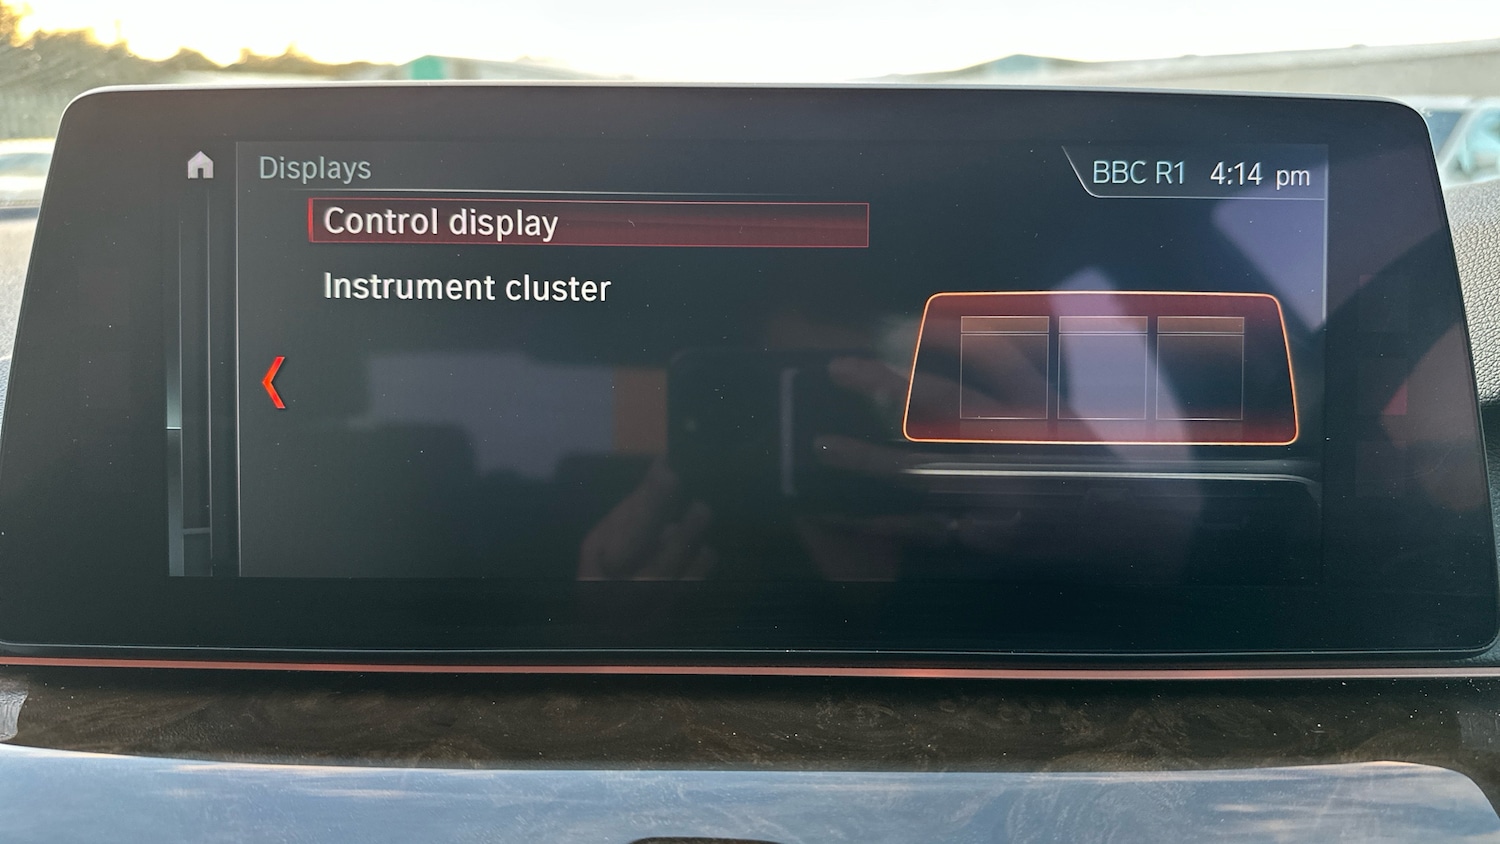 Displays
BBC R1 4:14 pm
Control display
Instrument cluster